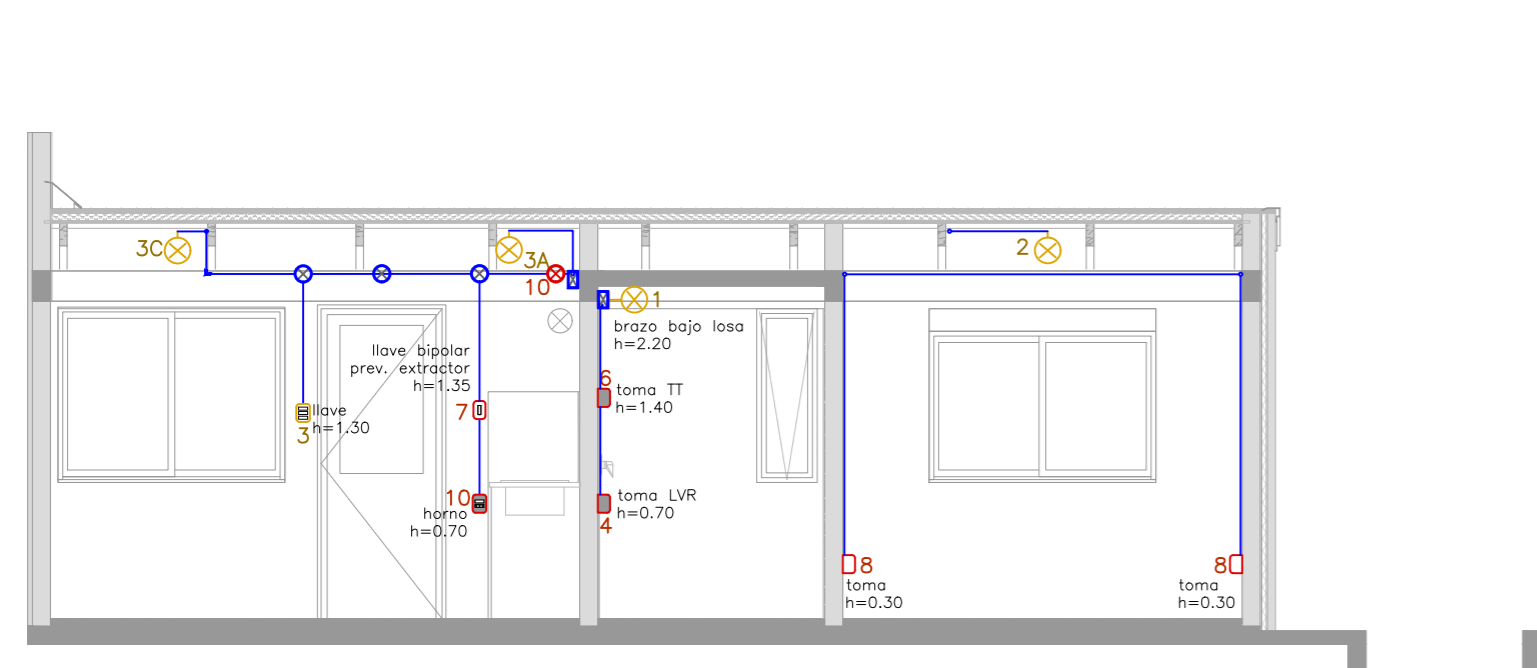 3C
3A
10
2
1
brazo bajo losa
h=2.20
llave bipolar
prev. extractor
h=1.35
6
toma TT
h=1.40
7
llave
h=1.30
3
10
horno
h=0.70
toma LVR
h=0.70
4
8
toma
h=0.30
8
toma
h=0.30